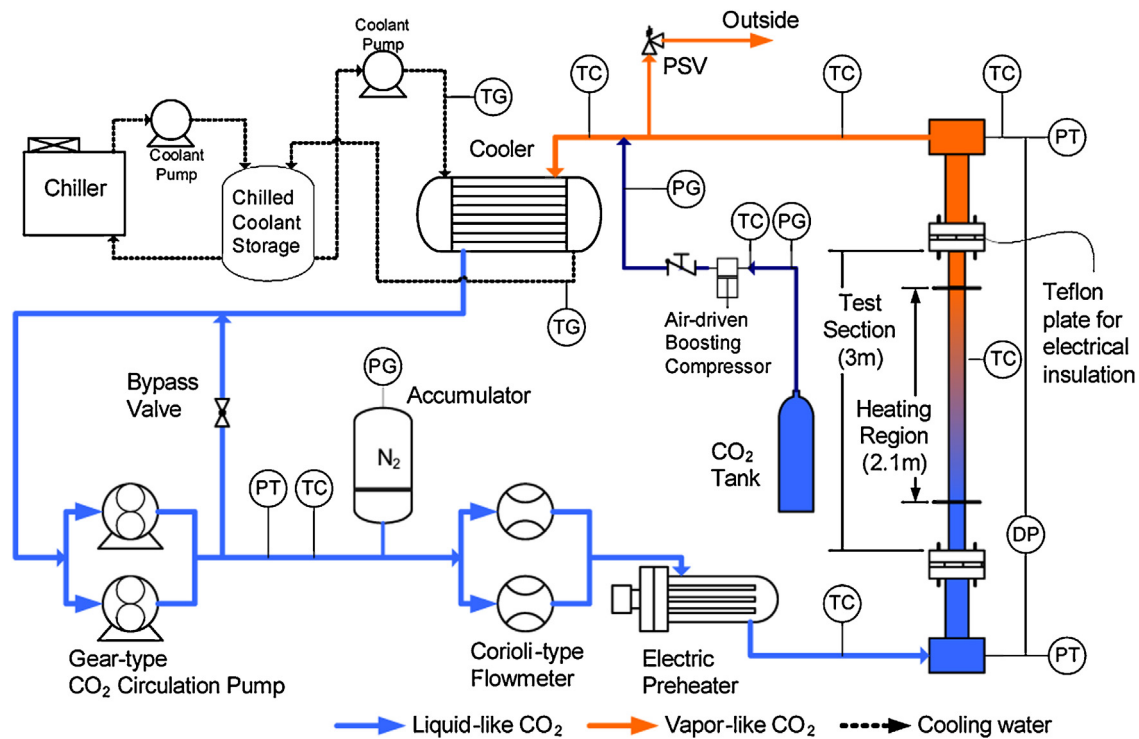 Outside
Coolant
Pump
PSV
TC
TC
TC
TG
PT
Coolant
Pump
Cooler
Chiller
Chilled
Coolant
Storage
PG
TC
PG
TG
Air-driven
Boosting
Compressor
Test
Section
(3m)
Teflon
plate for
electrical
insulation
TC
Bypass
Valve
PG
Accumulator
N₂
Heating
Region
(2.1m)
CO₂
Tank
PT
TC
DP
TC
PT
Gear-type
CO₂ Circulation Pump
Corioli-type
Flowmeter
Electric
Preheater
Liquid-like CO₂
Vapor-like CO₂
Cooling water